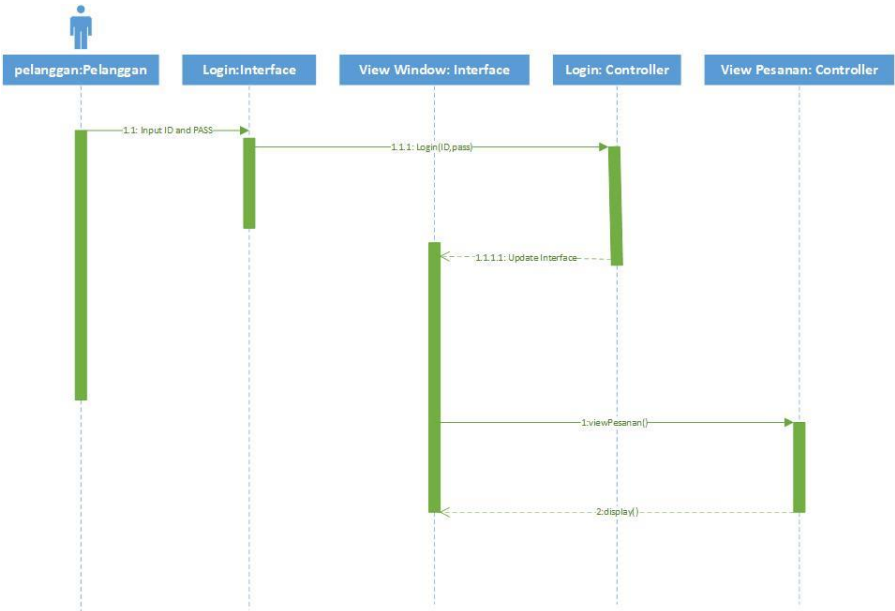 pelanggan:Pelanggan
Login:Interface
View Window: Interface
Login: Controller
View Pesanan: Controller
1.1: Input ID and PASS
1.1.1: Login(ID,pass)
1.1.1.1: Update Interface
1:viewPesanan()
2:display()